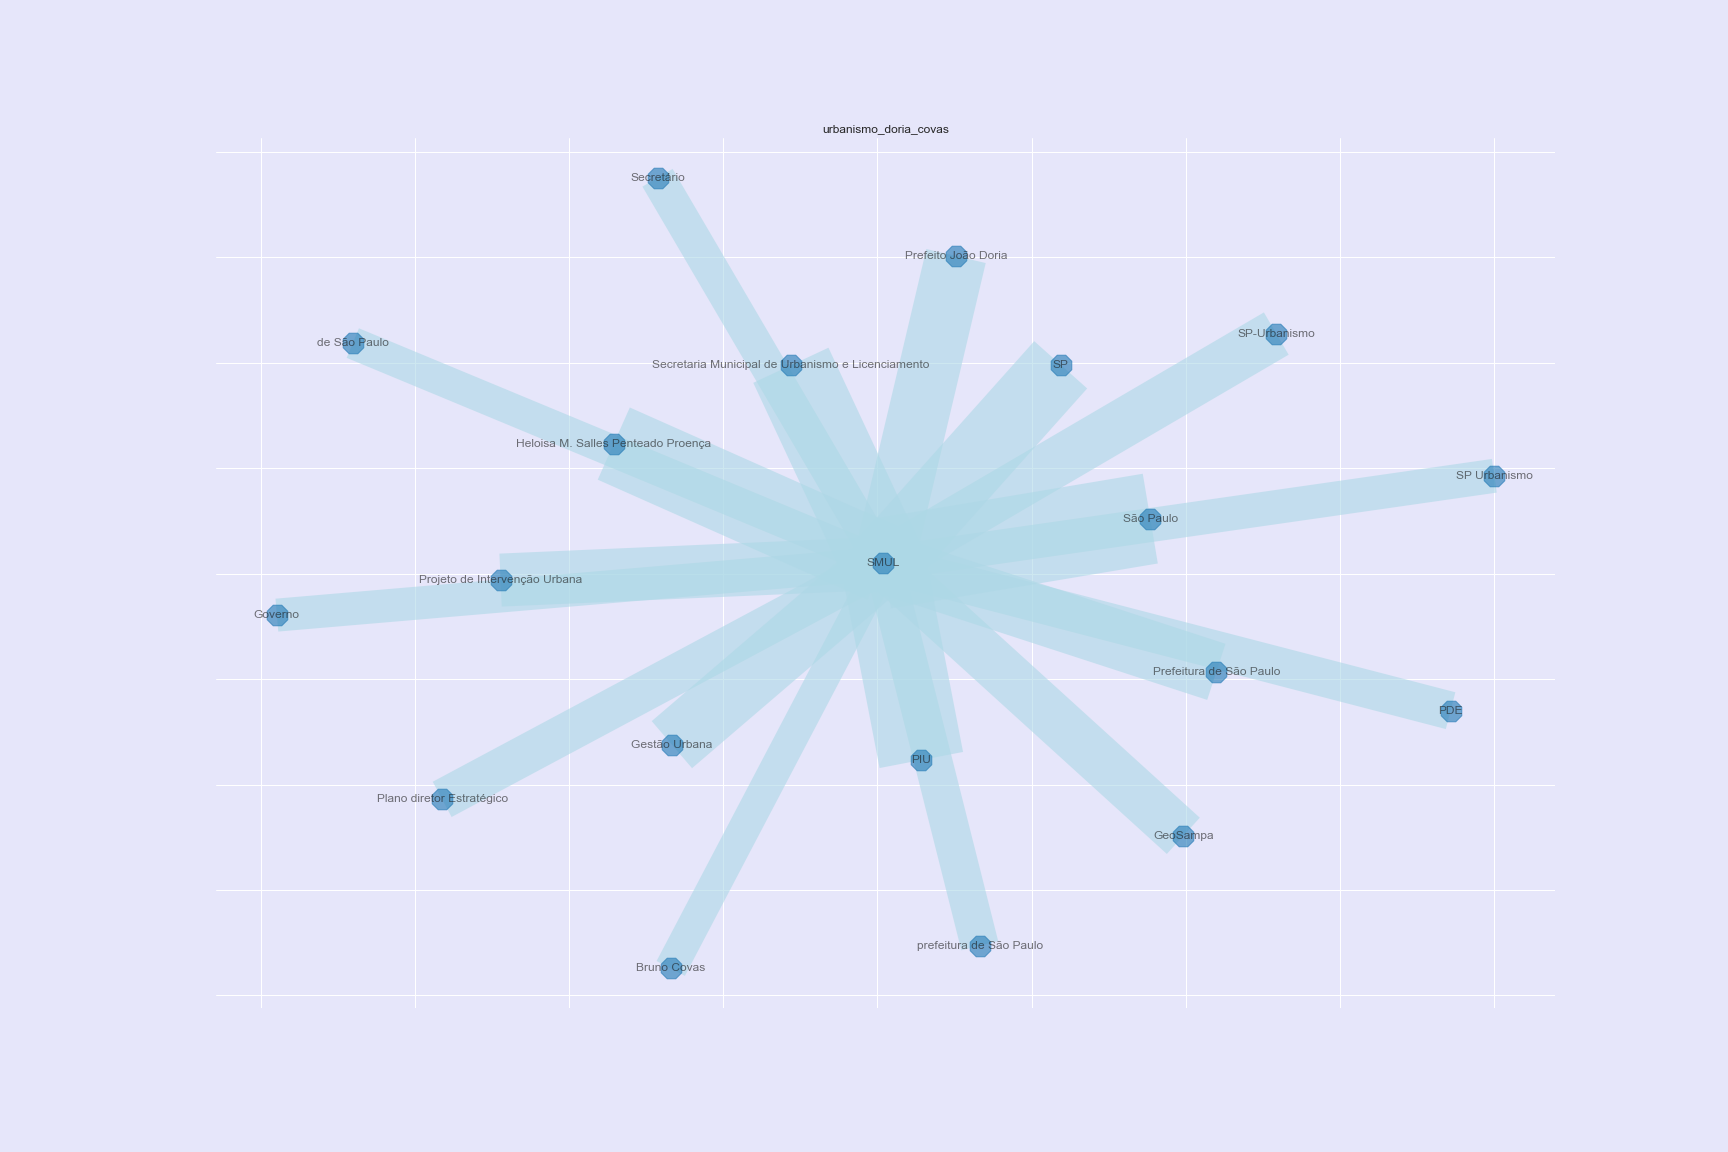 urbanismo_doria_covas
Secretário
Prefeito João Doria
SP-Urbanismo
de São Paulo
Secretaria Municipal de Urbanismo e Licenciamento
SP
Heloisa M. Salles Penteado Proença
SP Urbanismo
São Paulo
SMUL
Projeto de Intervenção Urbana
Governo
Prefeitura de São Paulo
PDE
Gestão Urbana
PIU
Plano diretor Estratégico
GeoSampa
prefeitura de São Paulo
Bruno Covas